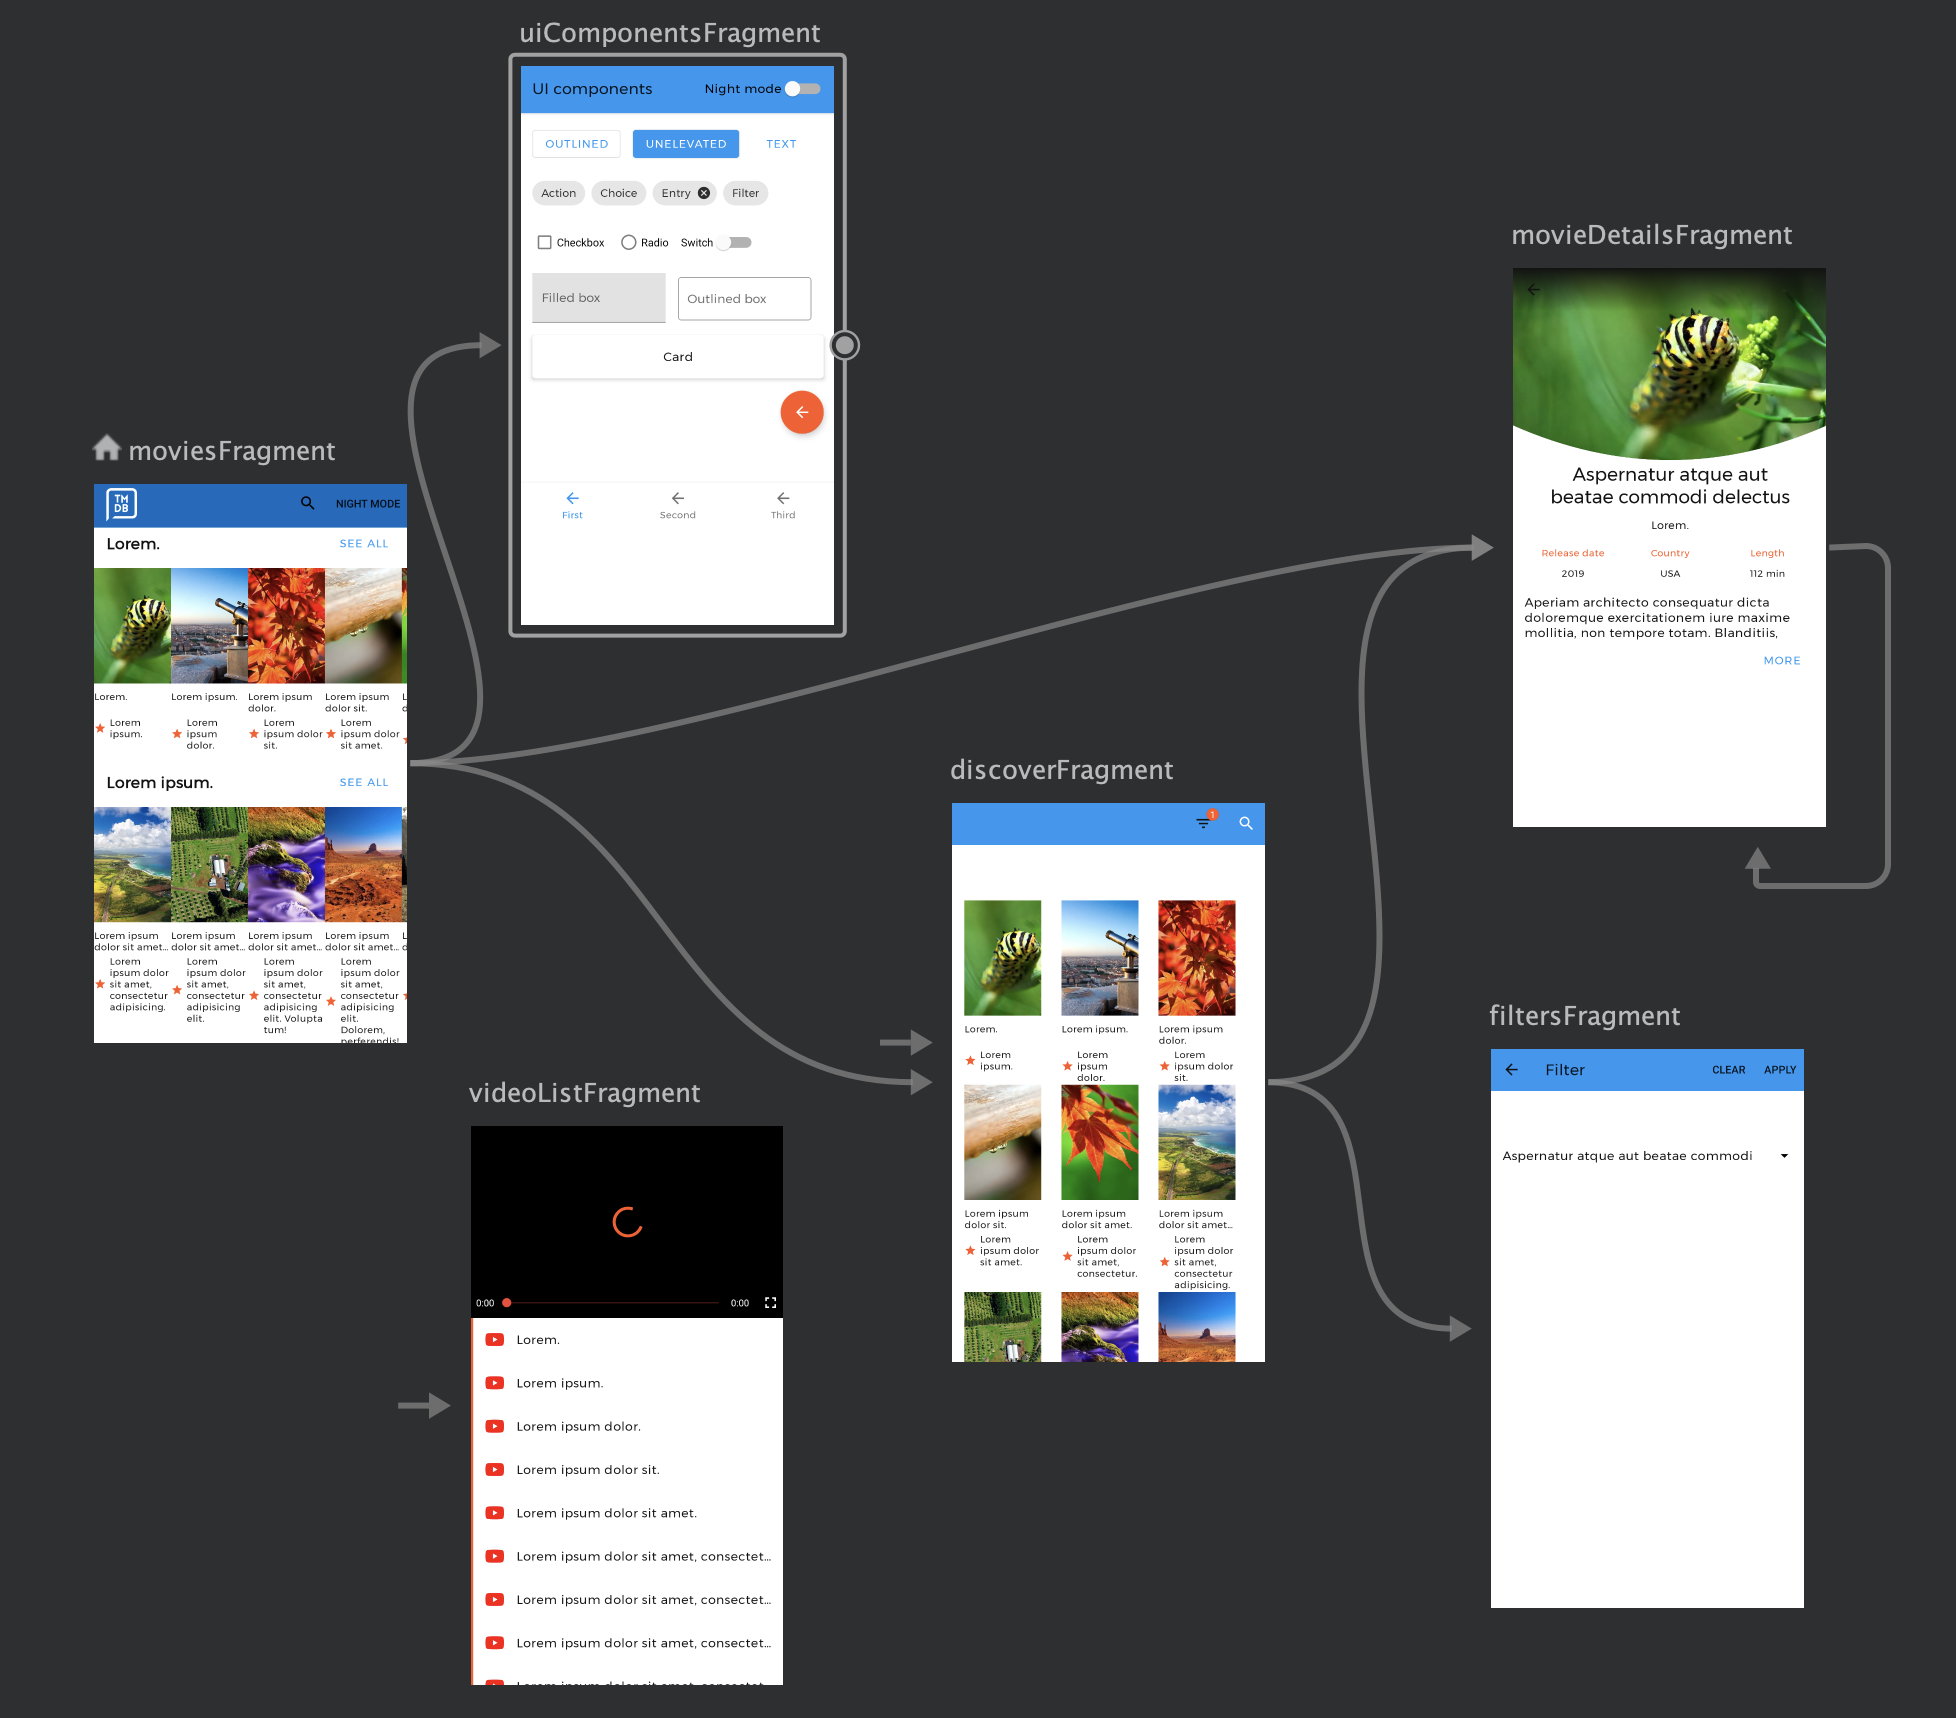 uiComponentsFragment
UI components
Night mode
OUTLINED
UNELEVATED
TEXT
Action
Choice
Entry
Filter
Checkbox
Radio
Switch
Filled box
Outlined box
Card
First
Second
Third
moviesFragment
TM
DB
NIGHT MODE
Lorem.
SEE ALL
Lorem.
Lorem ipsum.
Lorem ipsum
dolor.
Lorem ipsum
dolor sit.
Lorem
ipsum.
Lorem
ipsum
dolor.
Lorem
ipsum dolor
sit.
Lorem
ipsum dolor
sit amet.
Lorem ipsum.
SEE ALL
Lorem ipsum
dolor sit amet...
Lorem ipsum
dolor sit amet...
Lorem ipsum
dolor sit amet...
Lorem ipsum
dolor sit amet...
Lorem
ipsum dolor
sit amet,
consectetur
adipisicing.
Lorem
ipsum dolor
sit amet,
consectetur
adipisicing
elit.
Lorem
ipsum dolor
sit amet,
consectetur
adipisicing
elit. Volupta
tum!
Lorem
ipsum dolor
sit amet,
consectetur
adipisicing
elit.
Dolorem,
perferendis!
movieDetailsFragment
Aspernatur atque aut
beatae commodi delectus
Lorem.
Release date
Country
Length
2019
USA
112 min
Aperiam architecto consequatur dicta
doloremque exercitationem iure maxime
mollitia, non tempore totam. Blanditiis,
MORE
discoverFragment
1
Lorem.
Lorem ipsum.
Lorem ipsum
dolor.
Lorem
ipsum.
Lorem
ipsum
dolor.
Lorem
ipsum dolor
sit.
Lorem ipsum
dolor sit.
Lorem ipsum
dolor sit amet.
Lorem ipsum
dolor sit amet...
Lorem
ipsum dolor
sit amet.
Lorem
ipsum dolor
sit amet,
consectetur.
Lorem
ipsum dolor
sit amet,
consectetur
adipisicing.
filtersFragment
Filter
CLEAR
APPLY
Aspernatur atque aut beatae commodi
videoListFragment
0:00
0:00
Lorem.
Lorem ipsum.
Lorem ipsum dolor.
Lorem ipsum dolor sit.
Lorem ipsum dolor sit amet.
Lorem ipsum dolor sit amet, consectet...
Lorem ipsum dolor sit amet, consectet...
Lorem ipsum dolor sit amet, consectet...